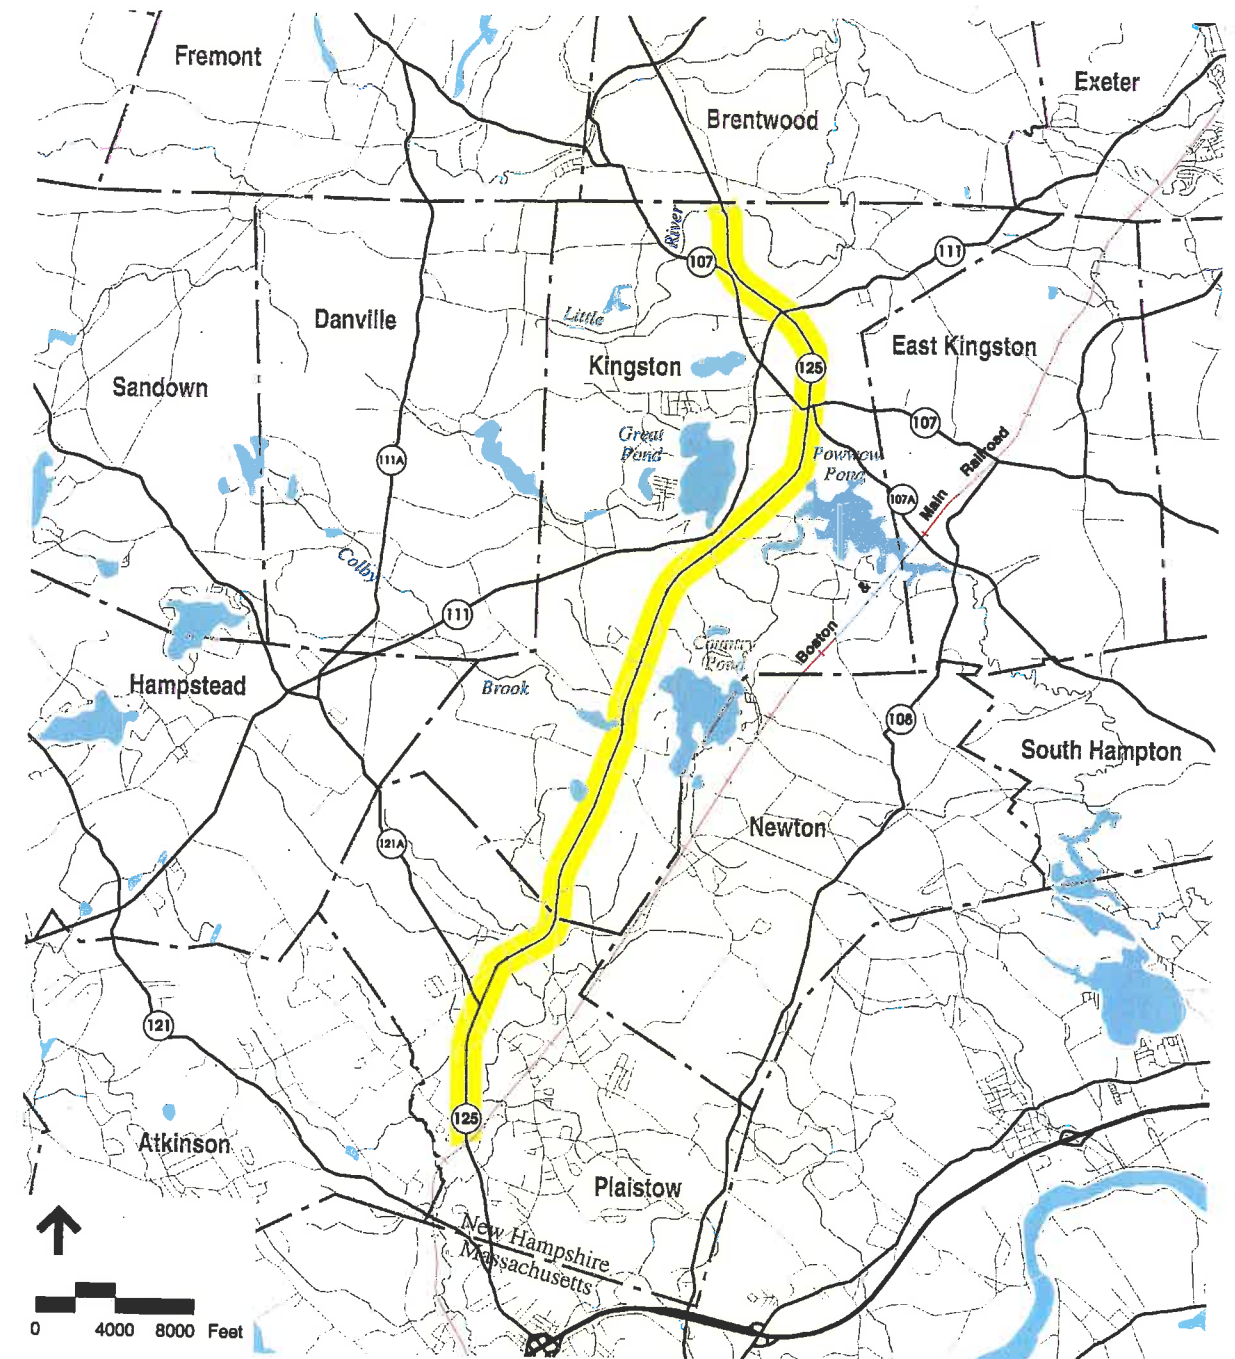 Fremont
Exeter
Brentwood
River
107
111
Danville
Little
East Kingston
Kingston
125
Sandown
107
Great
Pond
Railroad
111A
Powwow
Pond
107A
Main
Colby
&
111
Boston
Country
Pond
Hampstead
Brook
108
South Hampton
Newton
121A
121
125
Atkinson
Plaistow
New Hampshire
Massachusetts
0 4000 8000 Feet